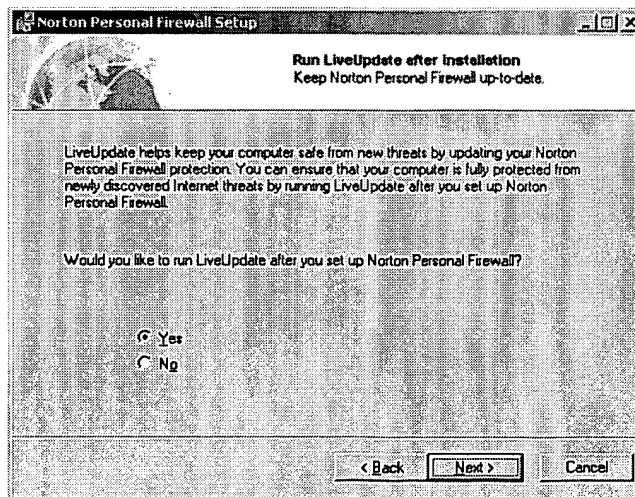 Norton Personal Firewall Setup
Run LiveUpdate after installation
Keep Norton Personal Firewall up-to-date.
LiveUpdate helps keep your computer safe from new threats by updating your Norton
Personal Firewall protection. You can ensure that your computer is fully protected from
newly discovered Internet threats by running LiveUpdate after you set up Norton
Personal Firewall.
Would you like to run LiveUpdate after you set up Norton Personal Firewall?
Yes
No
< Back
Next >
Cancel